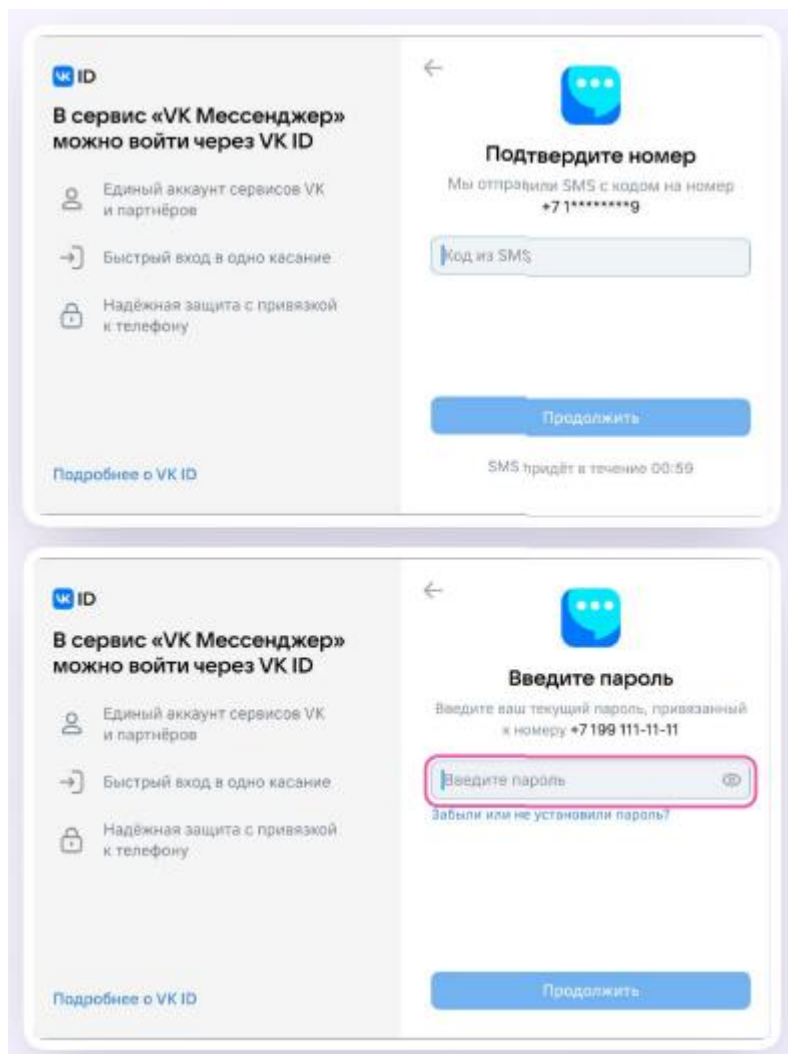 VK ID
В сервис «VK Мессенджер»
можно войти через VK ID
Единый аккаунт сервисов VK
и партнёров
Быстрый вход в одно касание
Надёжная защита с привязкой
к телефону
Подробнее о VK ID
Подтвердите номер
Мы отправили SMS с кодом на номер
+7 1********9
Код из SMS
Продолжить
SMS придёт в течение 00:59
VK ID
В сервис «VK Мессенджер»
можно войти через VK ID
Единый аккаунт сервисов VK
и партнёров
Быстрый вход в одно касание
Надёжная защита с привязкой
к телефону
Подробнее о VK ID
Введите пароль
Введите ваш текущий пароль, привязанный
к номеру +7 199 111-11-11
Введите пароль
Забыли или не установили пароль?
Продолжить